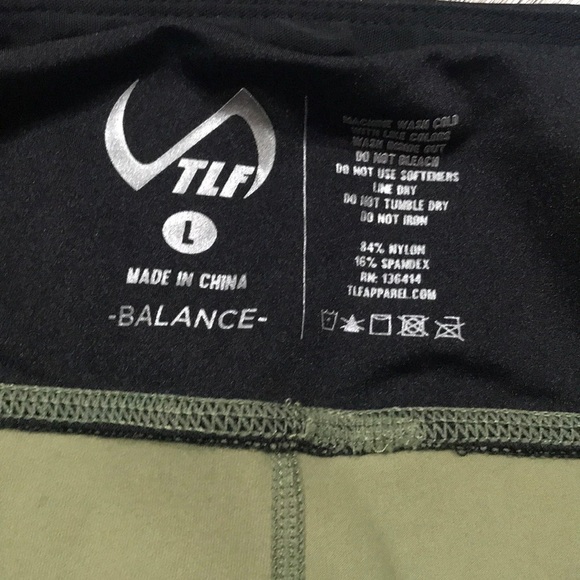 TLF
L
MADE IN CHINA
-BALANCE-
MACHINE WASH COLD
WITH LIKE COLORS
WASH INSIDE OUT
DO NOT BLEACH
DO NOT USE SOFTENERS
LINE DRY
DO NOT TUMBLE DRY
DO NOT IRON
84% NYLON
16% SPANDEX
RN: 136414
TLFAPPAREL.COM